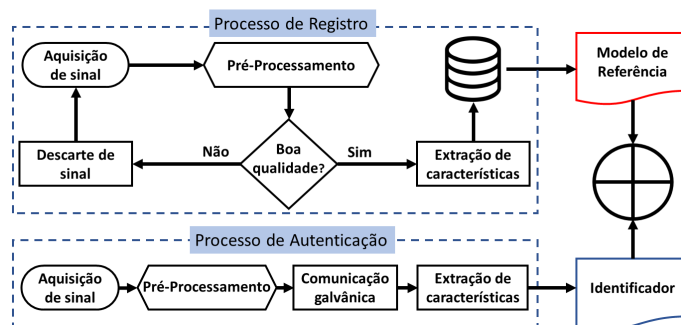 Processo de Registro
Aquisição
de sinal
Pré-Processamento
Modelo de
Referência
Descarte de
sinal
Não
Boa
qualidade?
Sim
Extração de
características
Processo de Autenticação
Aquisição
de sinal
Pré-Processamento
Comunicação
galvânica
Extração de
características
Identificador